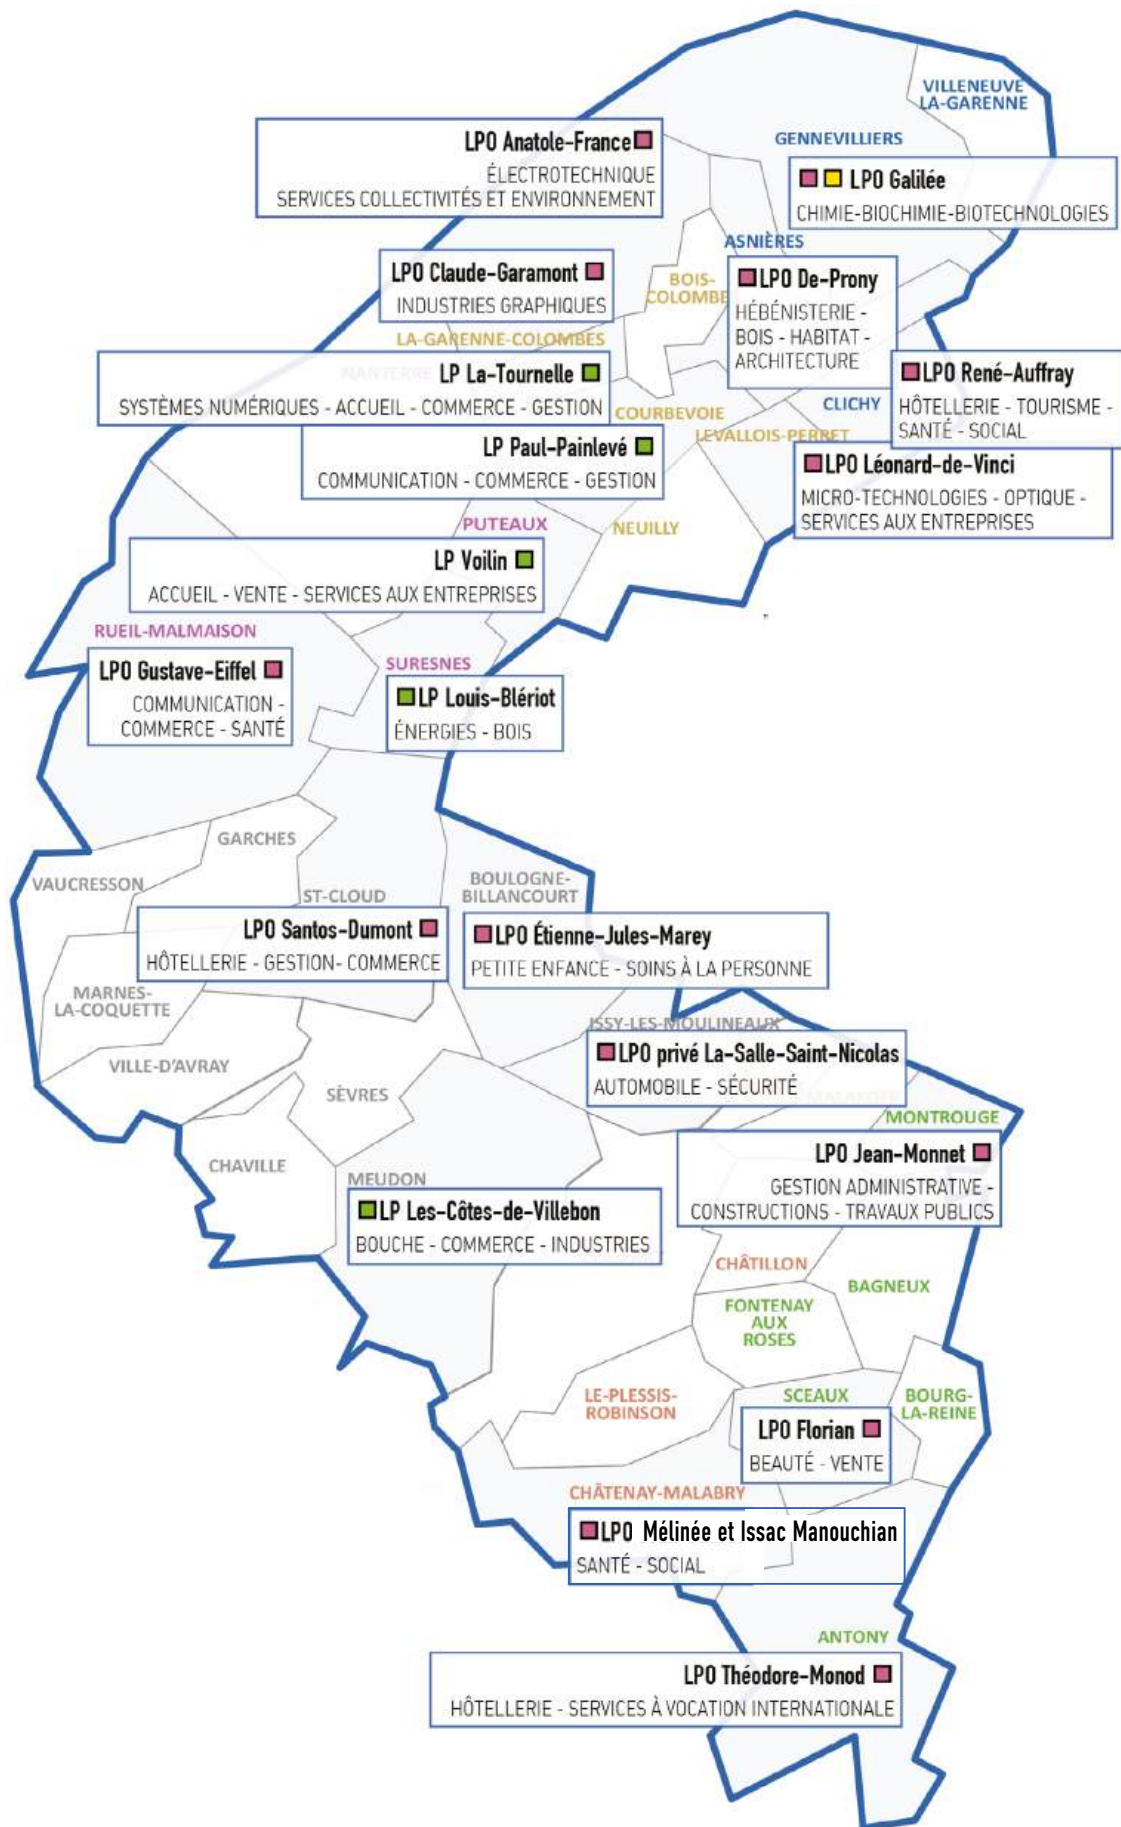 VILLENEUVE
LA-GARENNE
GENNEVILLIERS
LPO Anatole-France
ÉLECTROTECHNIQUE
SERVICES COLLECTIVITÉS ET ENVIRONNEMENT
LPO Galilée
CHIMIE-BIOCHIMIE-BIOTECHNOLOGIES
ASNIÈRES
LPO Claude-Garamont
INDUSTRIES GRAPHIQUES
BOIS-
COLOMBE
LPO De-Prony
HÉBÉNISTERIE -
BOIS - HABITAT -
ARCHITECTURE
LA-GARENNE-COLOMBES
NANTERRE
LP La-Tournelle
SYSTÈMES NUMÉRIQUES - ACCUEIL - COMMERCE - GESTION
LPO René-Auffray
HÔTELLERIE - TOURISME -
SANTÉ - SOCIAL
COURBEVOIE
CLICHY
LEVALLOIS-PERRET
LP Paul-Painlevé
COMMUNICATION - COMMERCE - GESTION
LPO Léonard-de-Vinci
MICRO-TECHNOLOGIES - OPTIQUE -
SERVICES AUX ENTREPRISES
PUTEAUX
NEUILLY
LP Voilin
ACCUEIL - VENTE - SERVICES AUX ENTREPRISES
RUEIL-MALMAISON
LPO Gustave-Eiffel
COMMUNICATION -
COMMERCE - SANTÉ
SURESNES
LP Louis-Blériot
ÉNERGIES - BOIS
GARCHES
VAUCRESSON
ST-CLOUD
BOULOGNE-
BILLANCOURT
LPO Santos-Dumont
HÔTELLERIE - GESTION- COMMERCE
LPO Étienne-Jules-Marey
PETITE ENFANCE - SOINS À LA PERSONNE
MARNES-
LA-COQUETTE
ISSY-LES-MOULINEAUX
VILLE-D'AVRAY
LPO privé La-Salle-Saint-Nicolas
AUTOMOBILE - SÉCURITÉ
SÈVRES
MALAKOFF
MONTROUGE
CHAVILLE
LPO Jean-Monnet
GESTION ADMINISTRATIVE -
CONSTRUCTIONS - TRAVAUX PUBLICS
MEUDON
LP Les-Côtes-de-Villebon
BOUCHE - COMMERCE - INDUSTRIES
CHÂTILLON
BAGNEUX
FONTENAY
AUX
ROSES
LE-PLESSIS-
ROBINSON
SCEAUX
BOURG-
LA-REINE
LPO Florian
BEAUTÉ - VENTE
CHÂTENAY-MALABRY
LPO Mélinée et Issac Manouchian
SANTÉ - SOCIAL
ANTONY
LPO Théodore-Monod
HÔTELLERIE - SERVICES À VOCATION INTERNATIONALE